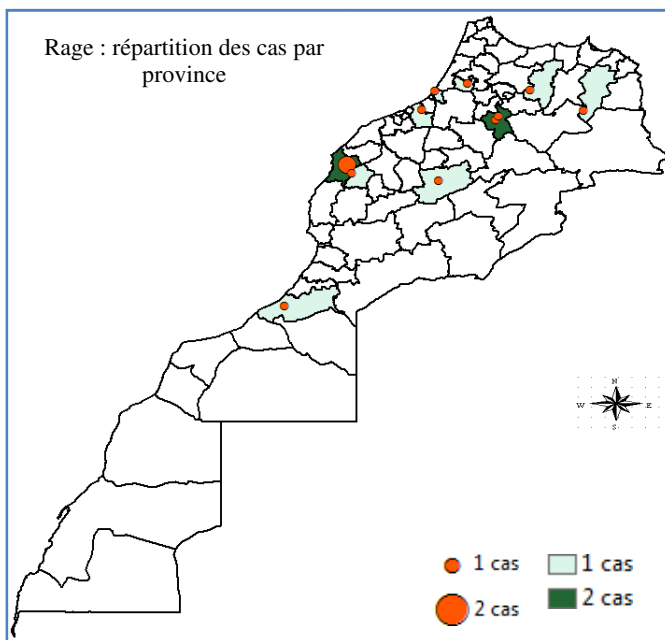 Rage : répartition des cas par
province
N
W E
S
1 cas 1 cas
2 cas 2 cas